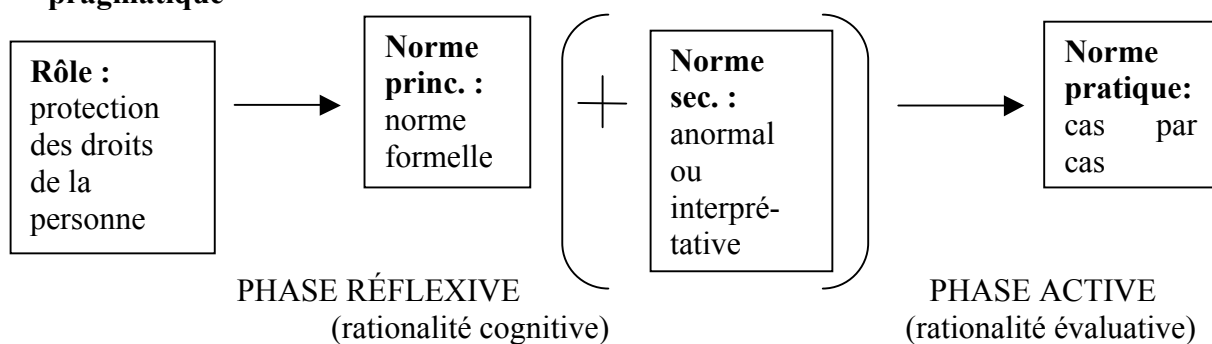 pragmatique
Rôle :
protection
des droits
de la
personne
Norme
princ. :
norme
formelle
+
Norme
sec. :
anormal
ou
interpré-
tative
Norme
pratique:
cas par
cas
PHASE RÉFLEXIVE
(rationalité cognitive)
PHASE ACTIVE
(rationalité évaluative)